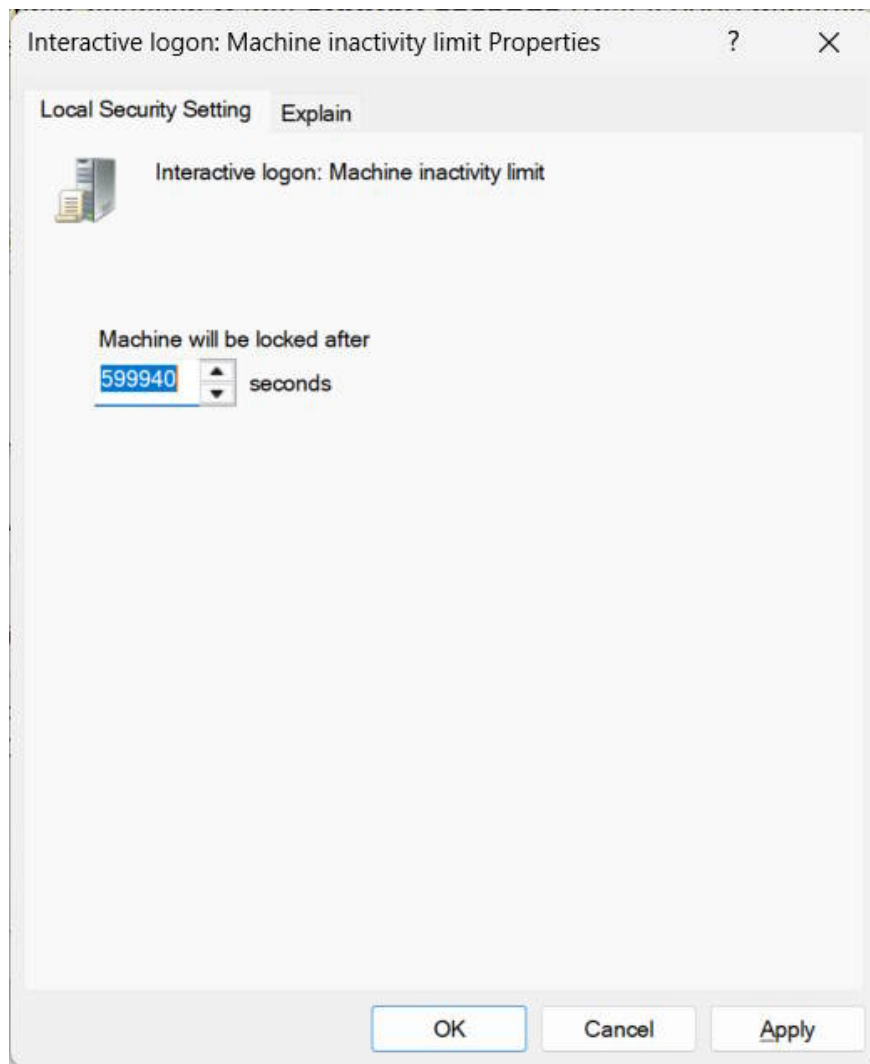 Interactive logon: Machine inactivity limit Properties ?
Local Security Setting Explain
Interactive logon: Machine inactivity limit
Machine will be locked after
599940 seconds
OK Cancel Apply